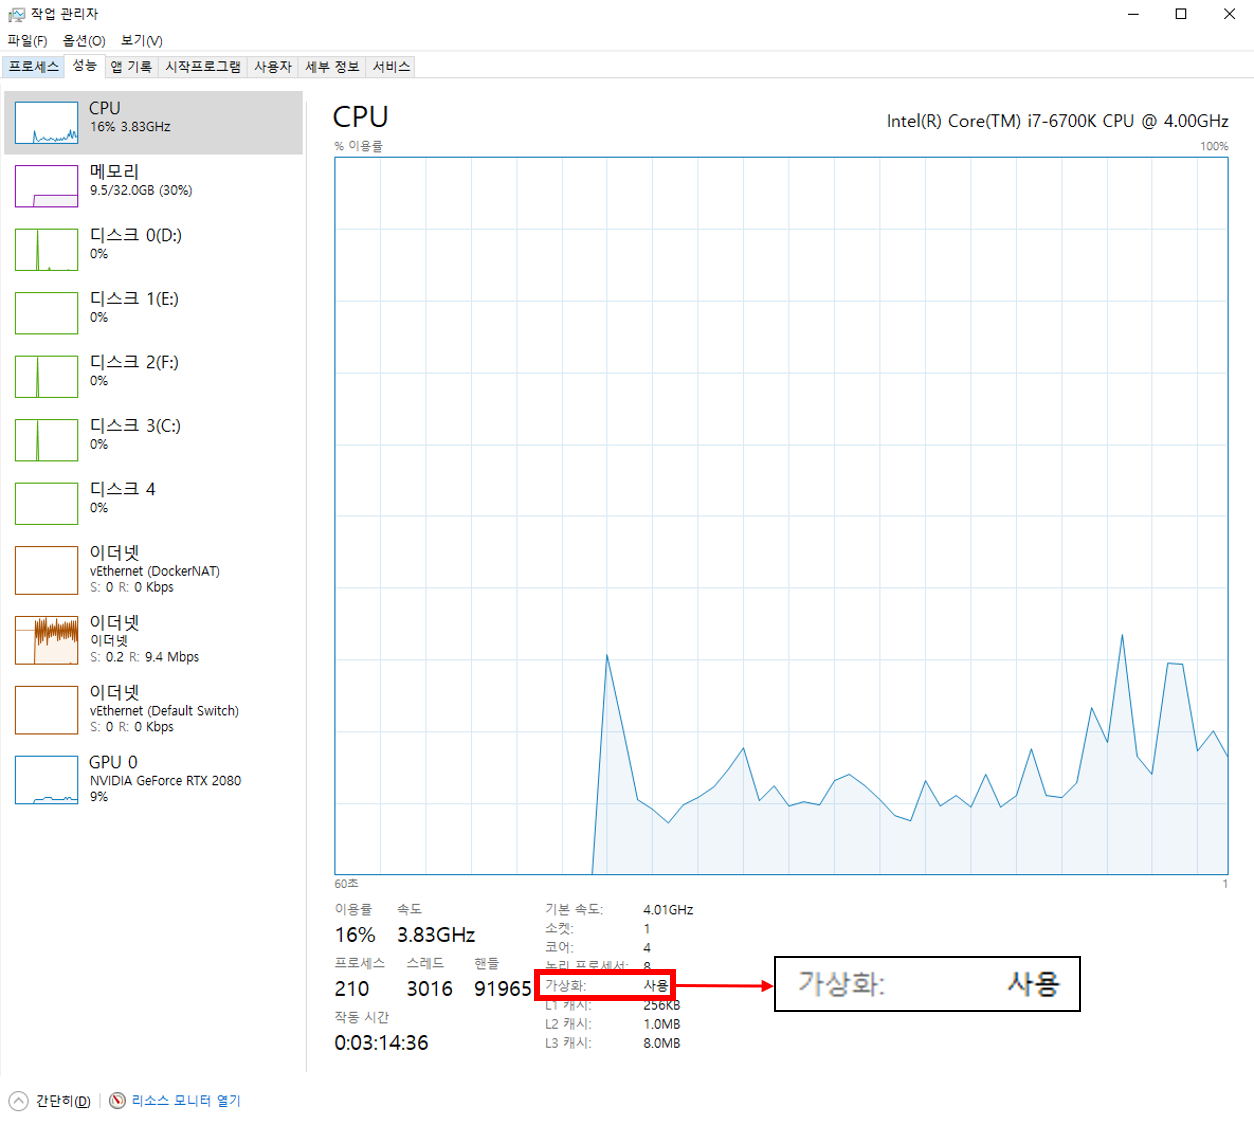 작업 관리자
파일(F) 옵션(O) 보기(V)
프로세스 성능 앱 기록 시작프로그램 사용자 세부 정보 서비스
CPU
16% 3.83GHz
메모리
9.5/32.0GB (30%)
디스크 0(D:)
0%
디스크 1(E:)
0%
디스크 2(F:)
0%
디스크 3(C:)
0%
디스크 4
0%
이더넷
vEthernet (DockerNAT)
S: 0 R: 0 Kbps
이더넷
이더넷
S: 0.2 R: 9.4 Mbps
이더넷
vEthernet (Default Switch)
S: 0 R: 0 Kbps
GPU 0
NVIDIA GeForce RTX 2080
9%
CPU
Intel(R) Core(TM) i7-6700K CPU @ 4.00GHz
% 이용률 100%
60초 1
이용률 속도
16% 3.83GHz
프로세스 스레드 핸들
210 3016 91965
작동 시간
0:03:14:36
기본 속도: 4.01GHz
소켓: 1
코어: 4
논리 프로세서: 8
가상화: 사용
L1 캐시: 256KB
L2 캐시: 1.0MB
L3 캐시: 8.0MB
가상화: 사용
간단히(D) 리소스 모니터 열기